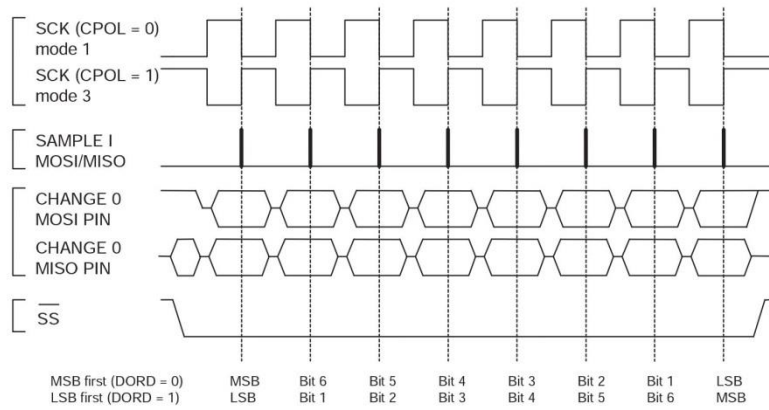 SCK (CPOL = 0)
mode 1
SCK (CPOL = 1)
mode 3
SAMPLE I
MOSI/MISO
CHANGE 0
MOSI PIN
CHANGE 0
MISO PIN
SS
MSB first (DORD = 0) MSB Bit 6 Bit 5 Bit 4 Bit 3 Bit 2 Bit 1 LSB
LSB first (DORD = 1) LSB Bit 1 Bit 2 Bit 3 Bit 4 Bit 5 Bit 6 MSB